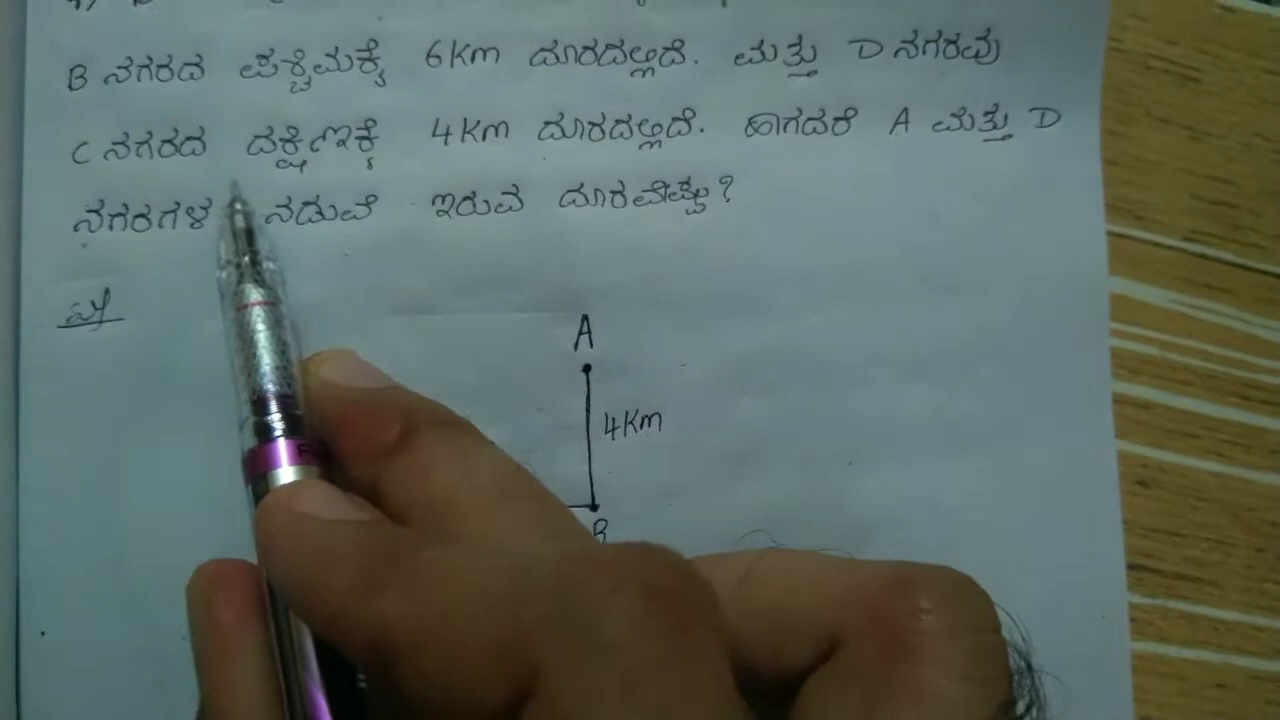 B ನಗರದ ಪಶ್ಚಿಮಕ್ಕೆ 6Km ದೂರದಲ್ಲಿದೆ. ಮತ್ತು D ನಗರವು
C ನಗರದ ದಕ್ಷಿಣಕ್ಕೆ 4Km ದೂರದಲ್ಲಿದೆ. ಹಾಗದರೆ A ಮತ್ತು D
ನಗರಗಳ ನಡುವೆ ಇರುವ ದೂರವೇಷ್ಟು?
A
4Km
B